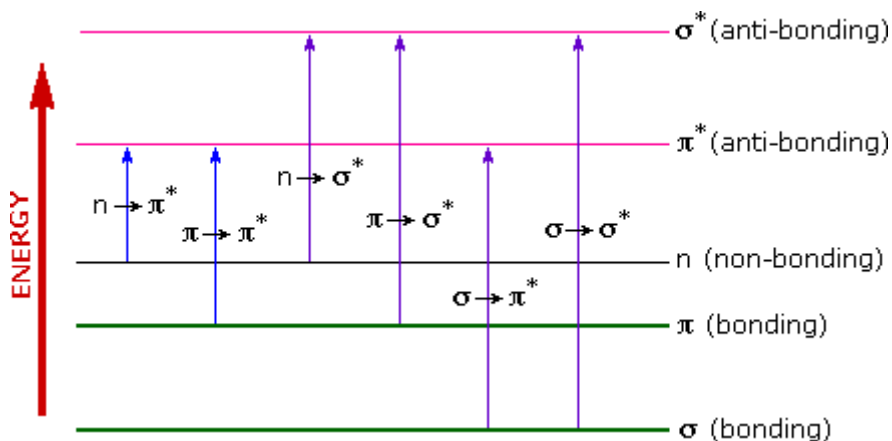 σ* (anti-bonding)
π* (anti-bonding)
n → σ*
n → π*
π → σ*
π → π*
σ → σ*
n (non-bonding)
σ → π*
π (bonding)
σ (bonding)
ENERGY